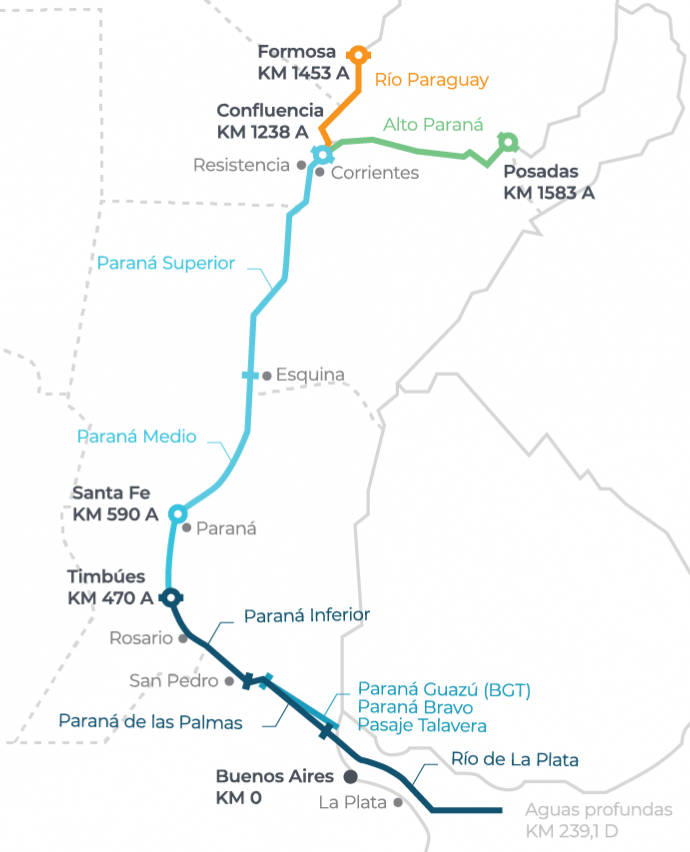 Formosa
KM 1453 A
Río Paraguay
Confluencia
KM 1238 A
Alto Paraná
Resistencia
Corrientes
Posadas
KM 1583 A
Paraná Superior
Esquina
Paraná Medio
Santa Fe
KM 590 A
Paraná
Timbúes
KM 470 A
Paraná Inferior
Rosario
San Pedro
Paraná Guazú (BGT)
Paraná Bravo
Pasaje Talavera
Paraná de las Palmas
Río de La Plata
Buenos Aires
KM 0
La Plata
Aguas profundas
KM 239,1 D